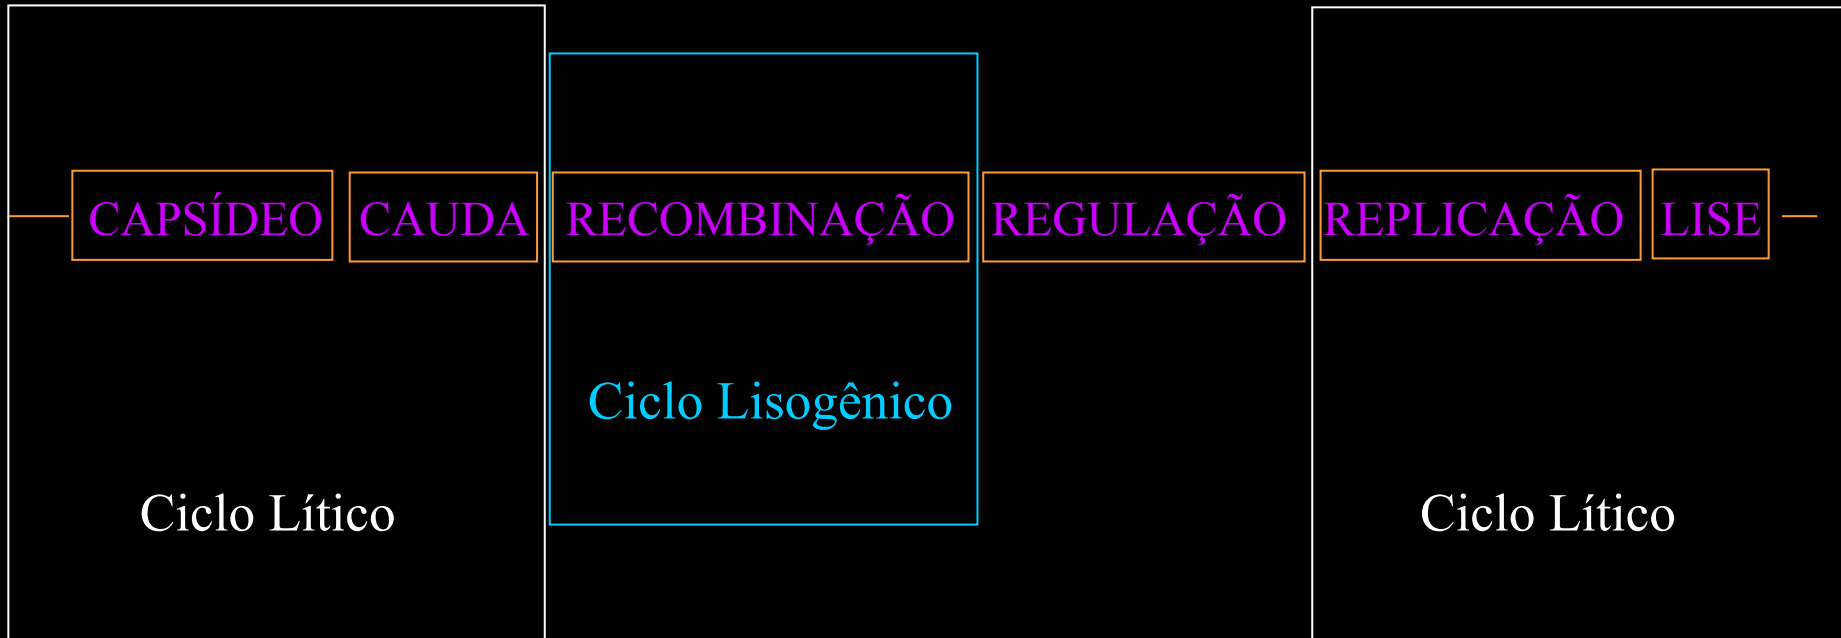 CAPSÍDEO CAUDA RECOMBINAÇÃO REGULAÇÃO REPLICAÇÃO LISE
Ciclo Lisogênico
Ciclo Lítico Ciclo Lítico